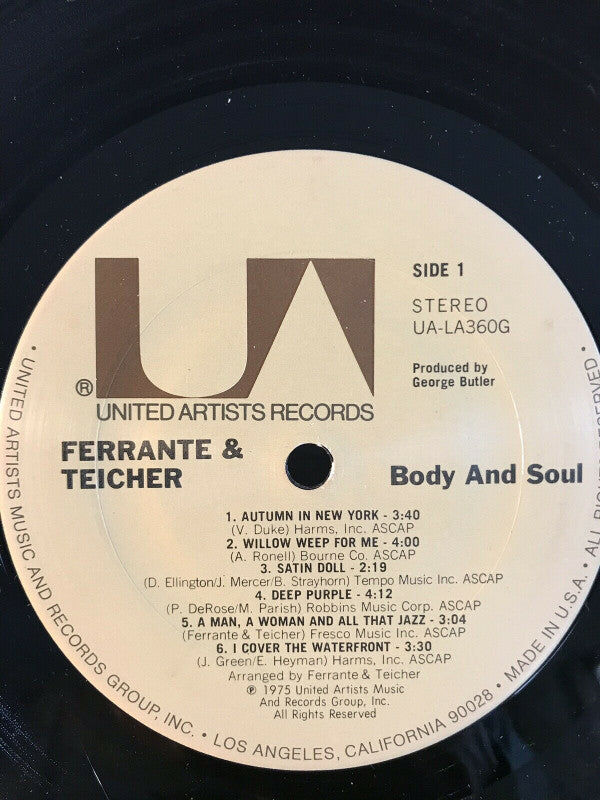 UA
®
UNITED ARTISTS RECORDS
SIDE 1
STEREO
UA-LA360G
Produced by
George Butler
FERRANTE &
TEICHER
Body And Soul
1. AUTUMN IN NEW YORK - 3:40
(V. Duke) Harms, Inc. ASCAP
2. WILLOW WEEP FOR ME - 4:00
(A. Ronell) Bourne Co. ASCAP
3. SATIN DOLL - 2:19
(D. Ellington/J. Mercer/B. Strayhorn) Tempo Music Inc. ASCAP
4. DEEP PURPLE - 4:12
(P. DeRose/M. Parish) Robbins Music Corp. ASCAP
5. A MAN, A WOMAN AND ALL THAT JAZZ - 3:04
(Ferrante & Teicher) Fresco Music Inc. ASCAP
6. I COVER THE WATERFRONT - 3:30
(J. Green/E. Heyman) Harms, Inc. ASCAP
Arranged by Ferrante & Teicher
℗ 1975 United Artists Music
And Records Group, Inc.
All Rights Reserved
• UNITED ARTISTS MUSIC AND RECORDS GROUP, INC. • LOS ANGELES, CALIFORNIA 90028 • MADE IN U.S.A. • ALL RIGHTS RESERVED •